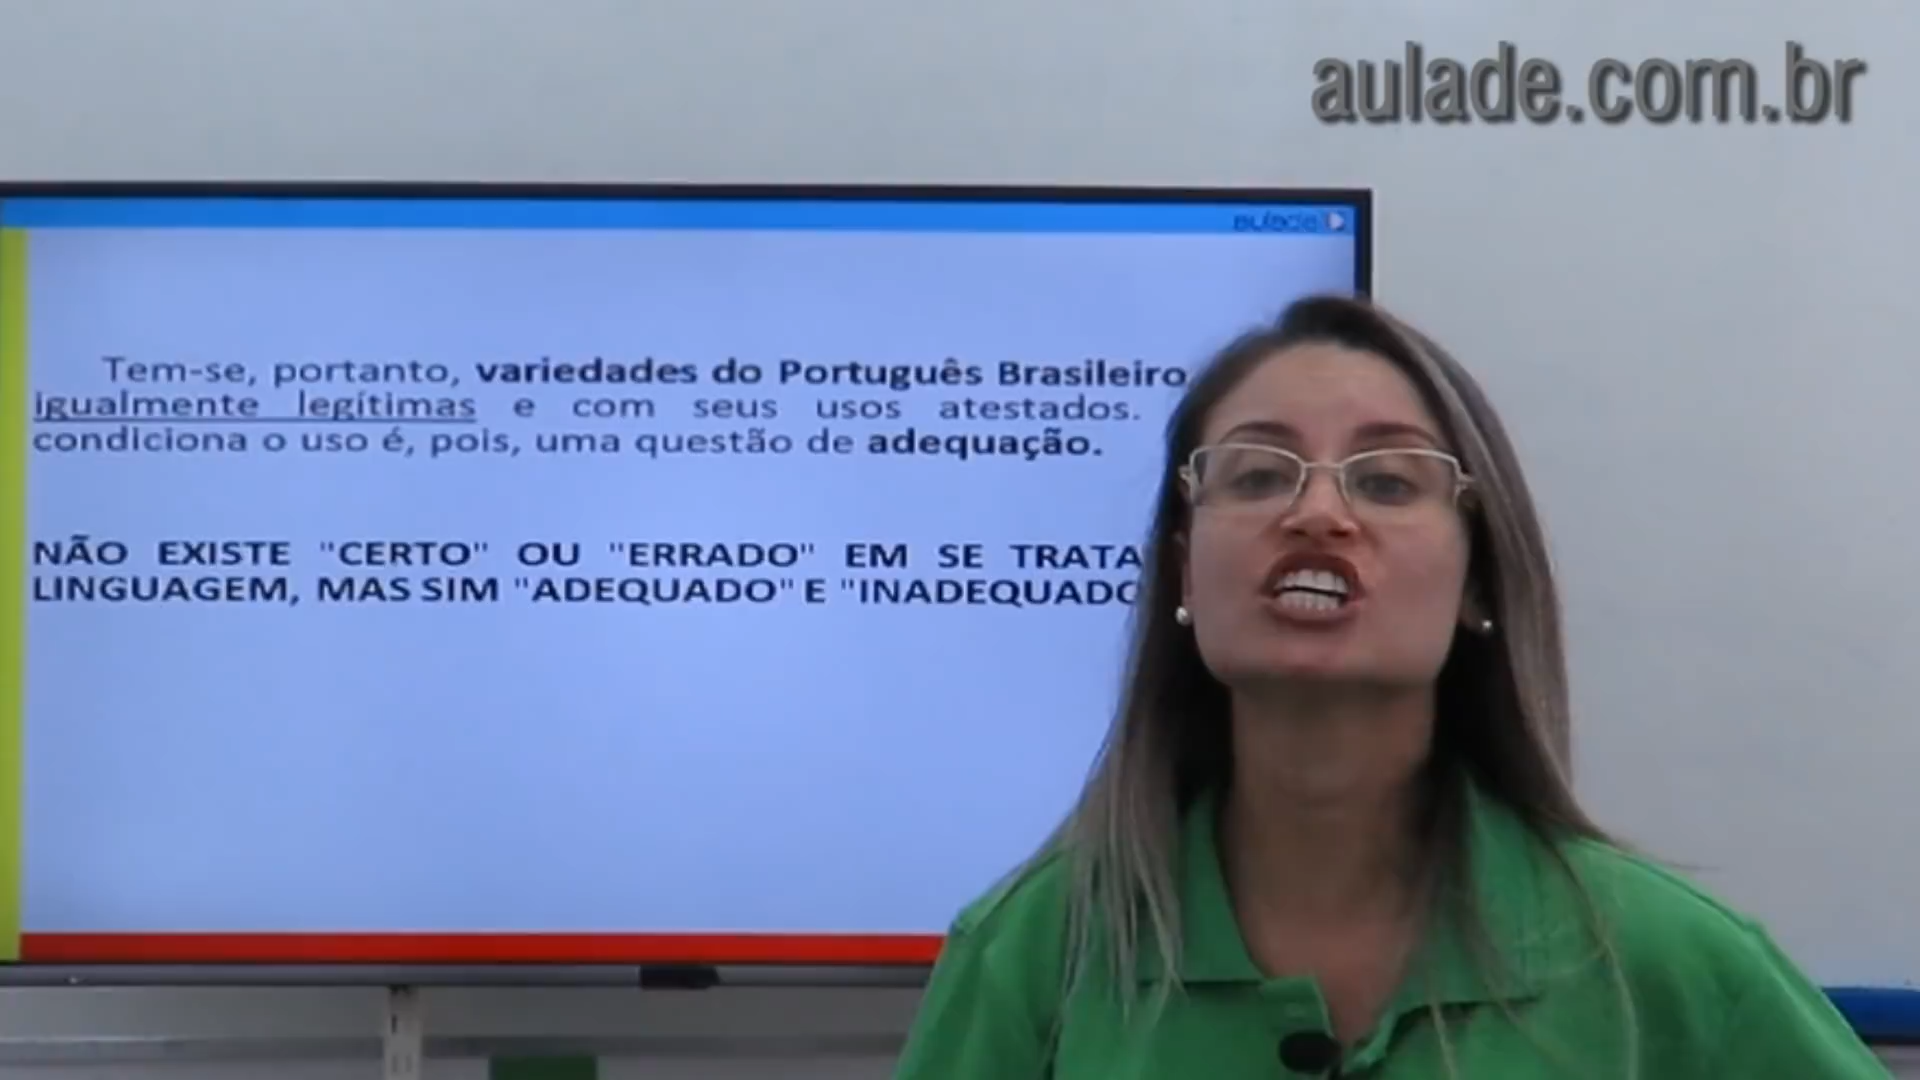 aulade.com.br
aulade
Tem-se, portanto, variedades do Português Brasileiro
igualmente legítimas e com seus usos atestados.
condiciona o uso é, pois, uma questão de adequação.
NÃO EXISTE "CERTO" OU "ERRADO" EM SE TRATA
LINGUAGEM, MAS SIM "ADEQUADO" E "INADEQUADO